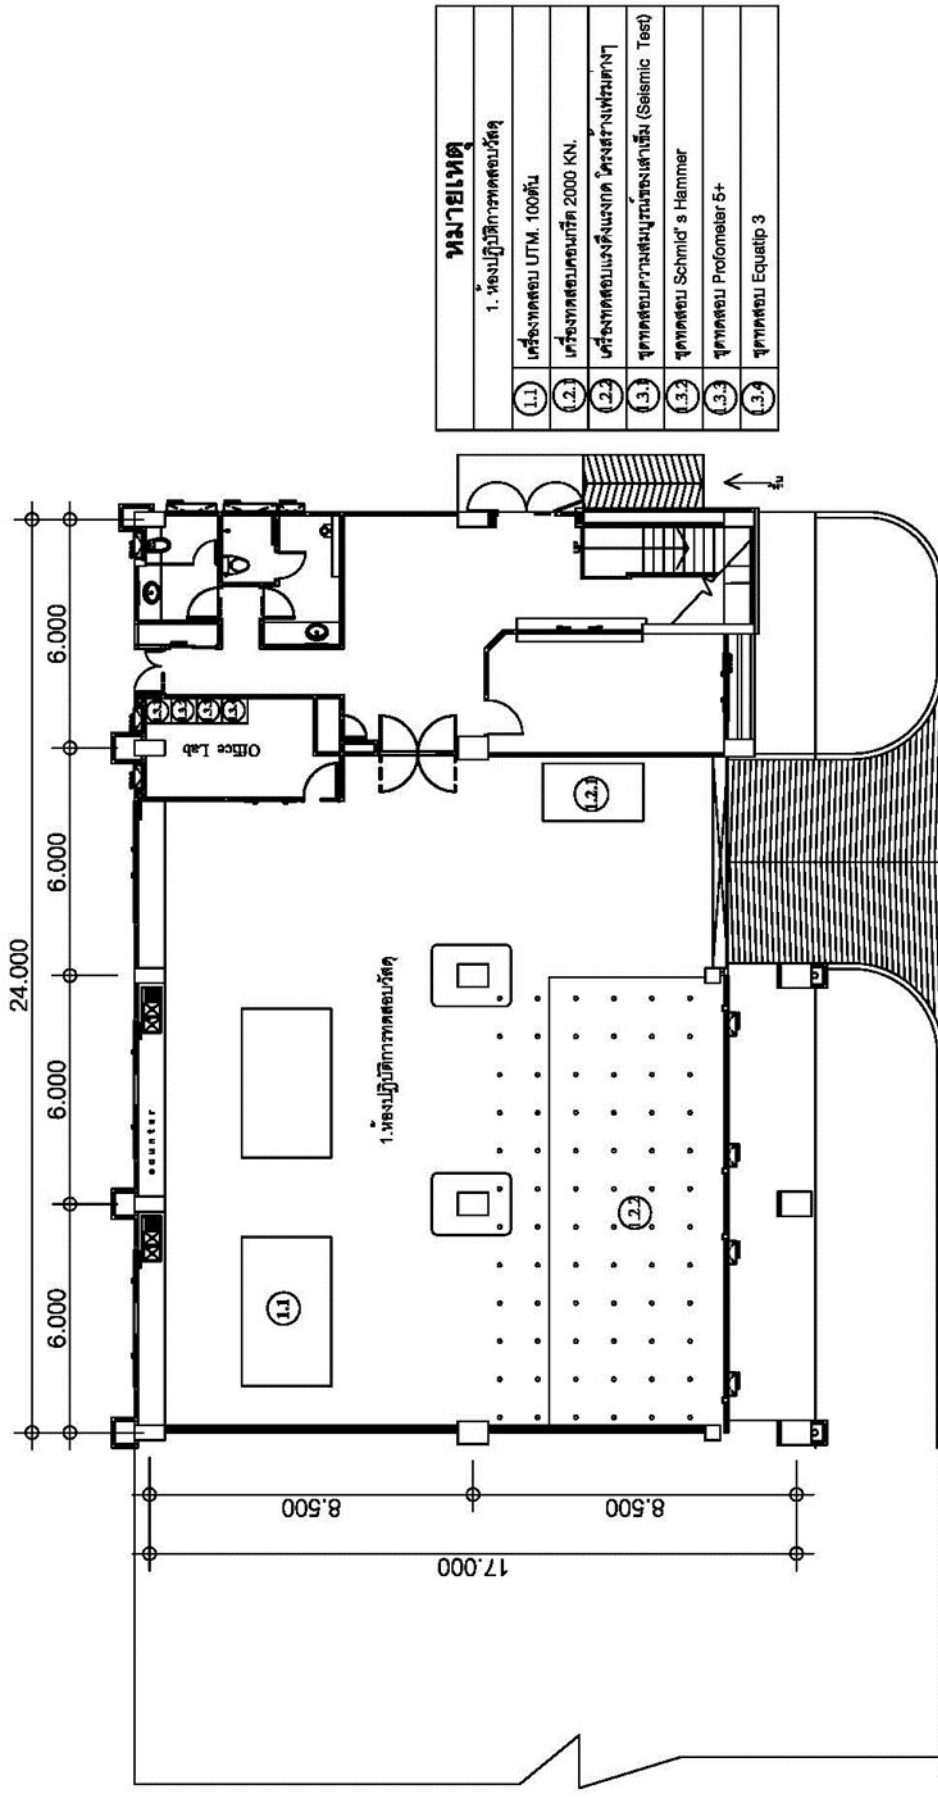 24.000
6.000
6.000
6.000
6.000
8.500
8.500
17.000
counter
Office Lab
1.ห้องปฏิบัติการทดสอบวัสดุ
1.1
1.2.1
1.2.2
ขึ้น
หมายเหตุ
1. ห้องปฏิบัติการทดสอบวัสดุ
1.1 เครื่องทดสอบ UTM. 100ตัน
1.2.1 เครื่องทดสอบคอนกรีต 2000 KN.
1.2.2 เครื่องทดสอบแรงดึงแรงกด โครงสร้างเฟรมต่างๆ
1.3.1 ชุดทดสอบความสมบูรณ์ของเสาเข็ม (Seismic Test)
1.3.2 ชุดทดสอบ Schmid' s Hammer
1.3.3 ชุดทดสอบ Profometer 5+
1.3.4 ชุดทดสอบ Equatip 3